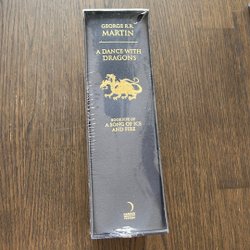 GEORGE R.R.
MARTIN
A DANCE WITH
DRAGONS
BOOK FIVE OF
A SONG OF ICE
AND FIRE